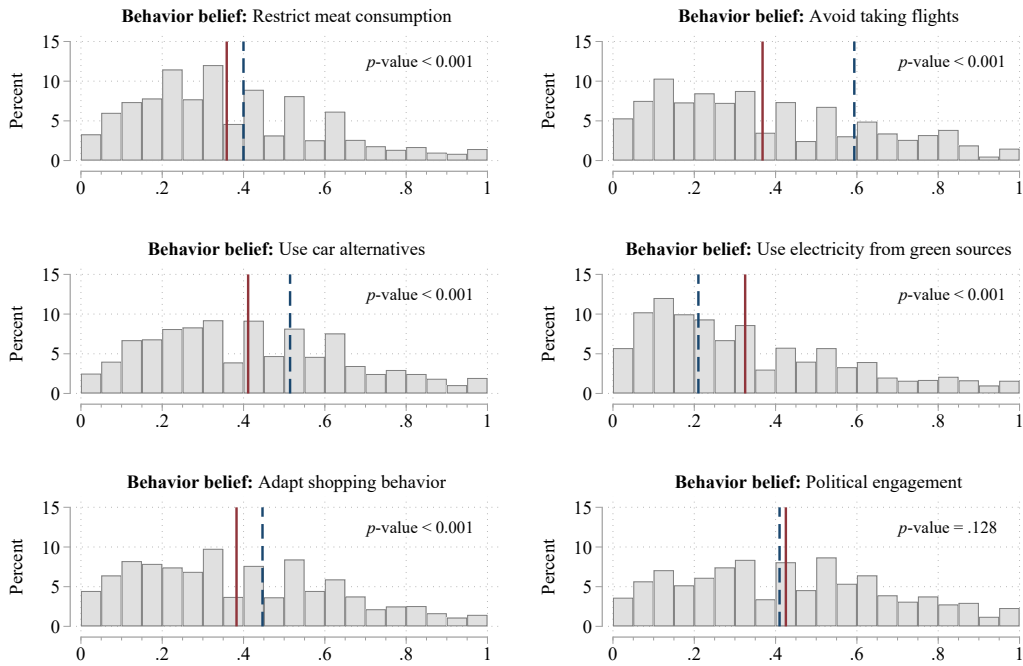 Behavior belief: Restrict meat consumption
Percent
15
10
5
0
p-value < 0.001
0 .2 .4 .6 .8 1
Behavior belief: Avoid taking flights
Percent
15
10
5
0
p-value < 0.001
0 .2 .4 .6 .8 1
Behavior belief: Use car alternatives
Percent
15
10
5
0
p-value < 0.001
0 .2 .4 .6 .8 1
Behavior belief: Use electricity from green sources
Percent
15
10
5
0
p-value < 0.001
0 .2 .4 .6 .8 1
Behavior belief: Adapt shopping behavior
Percent
15
10
5
0
p-value < 0.001
0 .2 .4 .6 .8 1
Behavior belief: Political engagement
Percent
15
10
5
0
p-value = .128
0 .2 .4 .6 .8 1